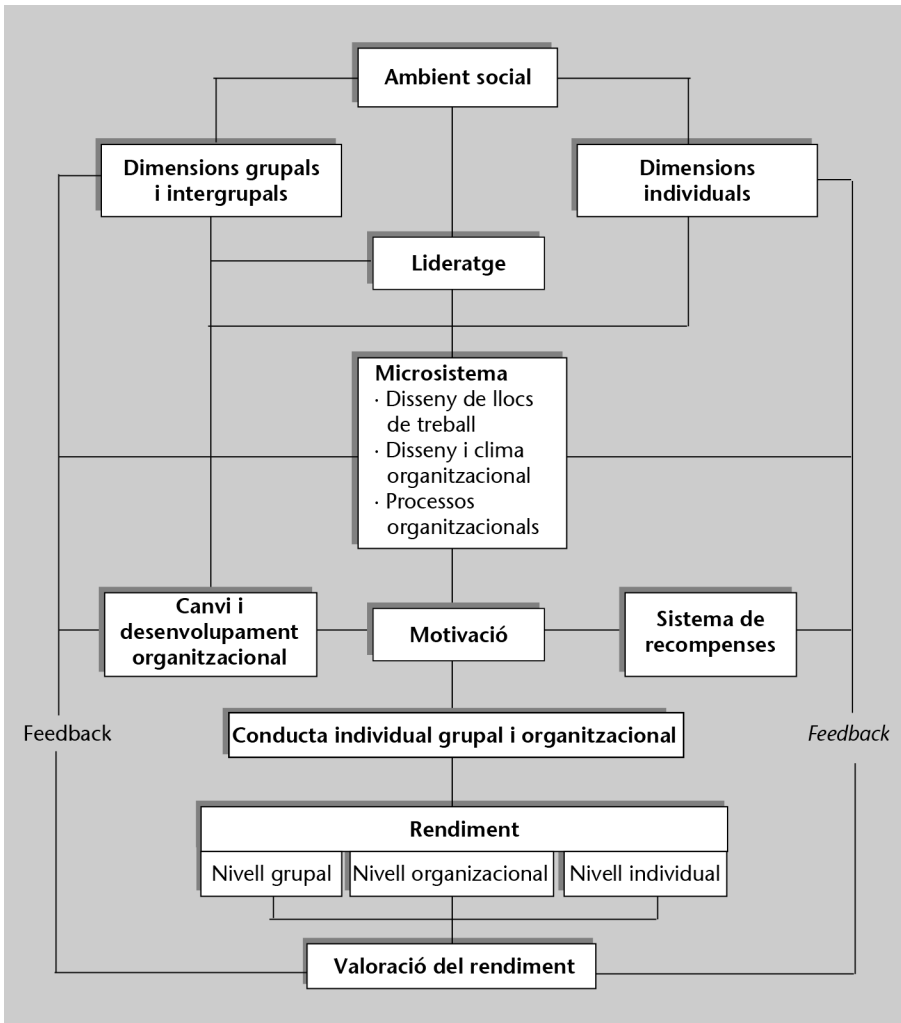 Ambient social
Dimensions grupals
i intergrupals
Dimensions
individuals
Lideratge
Microsistema
· Disseny de llocs
de treball
· Disseny i clima
organitzacional
· Processos
organitzacionals
Canvi i
desenvolupament
organitzacional
Motivació
Sistema de
recompenses
Feedback
Conducta individual grupal i organitzacional
Feedback
Rendiment
Nivell grupal
Nivell organizacional
Nivell individual
Valoració del rendiment